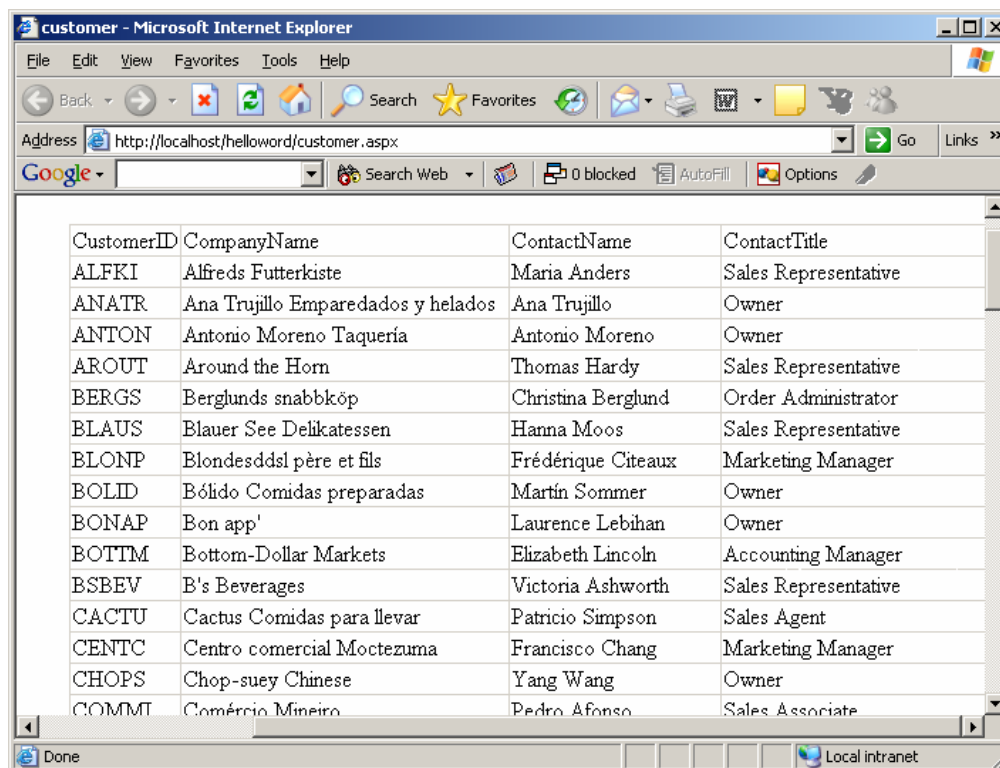 customer - Microsoft Internet Explorer
File Edit View Favorites Tools Help
Back Search Favorites W
Address http://localhost/helloword/customer.aspx Go Links »
Google Search Web 0 blocked AutoFill Options
CustomerID CompanyName ContactName ContactTitle
ALFKI Alfreds Futterkiste Maria Anders Sales Representative
ANATR Ana Trujillo Emparedados y helados Ana Trujillo Owner
ANTON Antonio Moreno Taquería Antonio Moreno Owner
AROUT Around the Horn Thomas Hardy Sales Representative
BERGS Berglunds snabbköp Christina Berglund Order Administrator
BLAUS Blauer See Delikatessen Hanna Moos Sales Representative
BLONP Blondesddsl père et fils Frédérique Citeaux Marketing Manager
BOLID Bólido Comidas preparadas Martín Sommer Owner
BONAP Bon app' Laurence Lebihan Owner
BOTTM Bottom-Dollar Markets Elizabeth Lincoln Accounting Manager
BSBEV B's Beverages Victoria Ashworth Sales Representative
CACTU Cactus Comidas para llevar Patricio Simpson Sales Agent
CENTC Centro comercial Moctezuma Francisco Chang Marketing Manager
CHOPS Chop-suey Chinese Yang Wang Owner
COMMI Comércio Mineiro Pedro Afonso Sales Associate
Done Local intranet